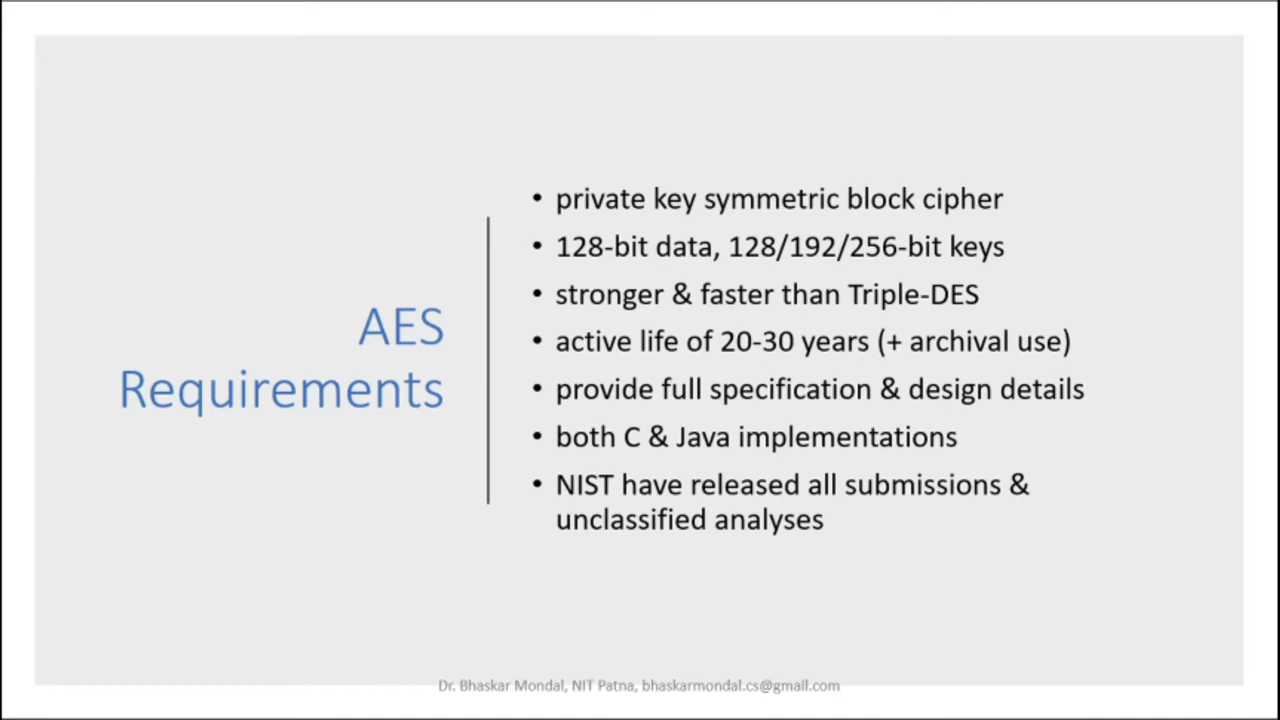 AES
Requirements
• private key symmetric block cipher
• 128-bit data, 128/192/256-bit keys
• stronger & faster than Triple-DES
• active life of 20-30 years (+ archival use)
• provide full specification & design details
• both C & Java implementations
• NIST have released all submissions &
unclassified analyses
Dr. Bhaskar Mondal, NIT Patna, bhaskarmondal.cs@gmail.com